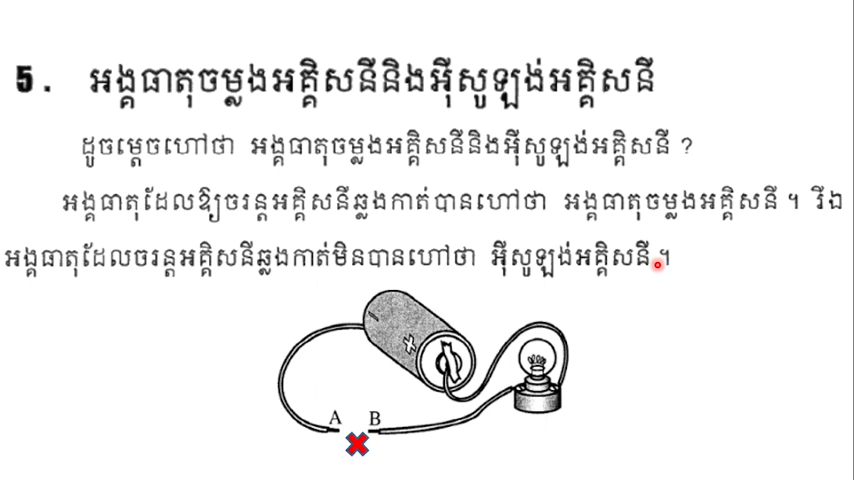 5 . អង្គធាតុចម្លងអគ្គិសនីនិងអ៊ីសូឡង់អគ្គិសនី
ដូចម្ដេចហៅថា អង្គធាតុចម្លងអគ្គិសនីនិងអ៊ីសូឡង់អគ្គិសនី ?
អង្គធាតុដែលឱ្យចរន្តអគ្គិសនីឆ្លងកាត់បានហៅថា អង្គធាតុចម្លងអគ្គិសនី ។ រីឯ
អង្គធាតុដែលចរន្តអគ្គិសនីឆ្លងកាត់មិនបានហៅថា អ៊ីសូឡង់អគ្គិសនី ។
− +
A B